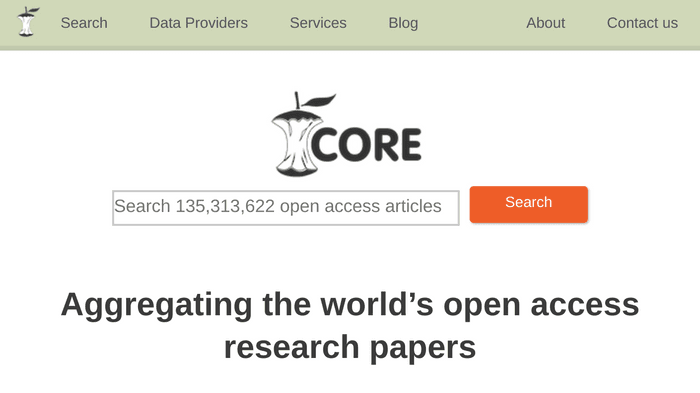 Search Data Providers Services Blog About Contact us
CORE
Search 135,313,622 open access articles
Search
Aggregating the world’s open access
research papers